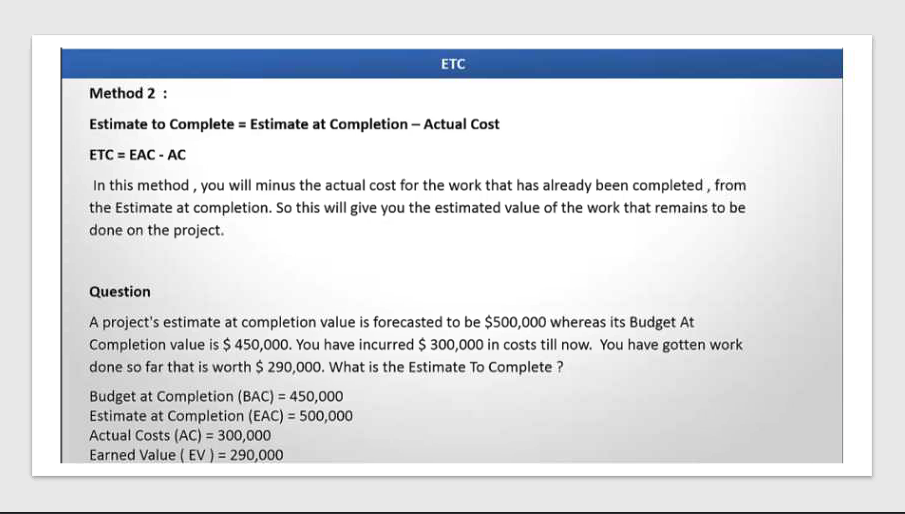 ETC
Method 2 :
Estimate to Complete = Estimate at Completion – Actual Cost
ETC = EAC - AC
In this method , you will minus the actual cost for the work that has already been completed , from
the Estimate at completion. So this will give you the estimated value of the work that remains to be
done on the project.
Question
A project's estimate at completion value is forecasted to be $500,000 whereas its Budget At
Completion value is $ 450,000. You have incurred $ 300,000 in costs till now. You have gotten work
done so far that is worth $ 290,000. What is the Estimate To Complete ?
Budget at Completion (BAC) = 450,000
Estimate at Completion (EAC) = 500,000
Actual Costs (AC) = 300,000
Earned Value ( EV ) = 290,000